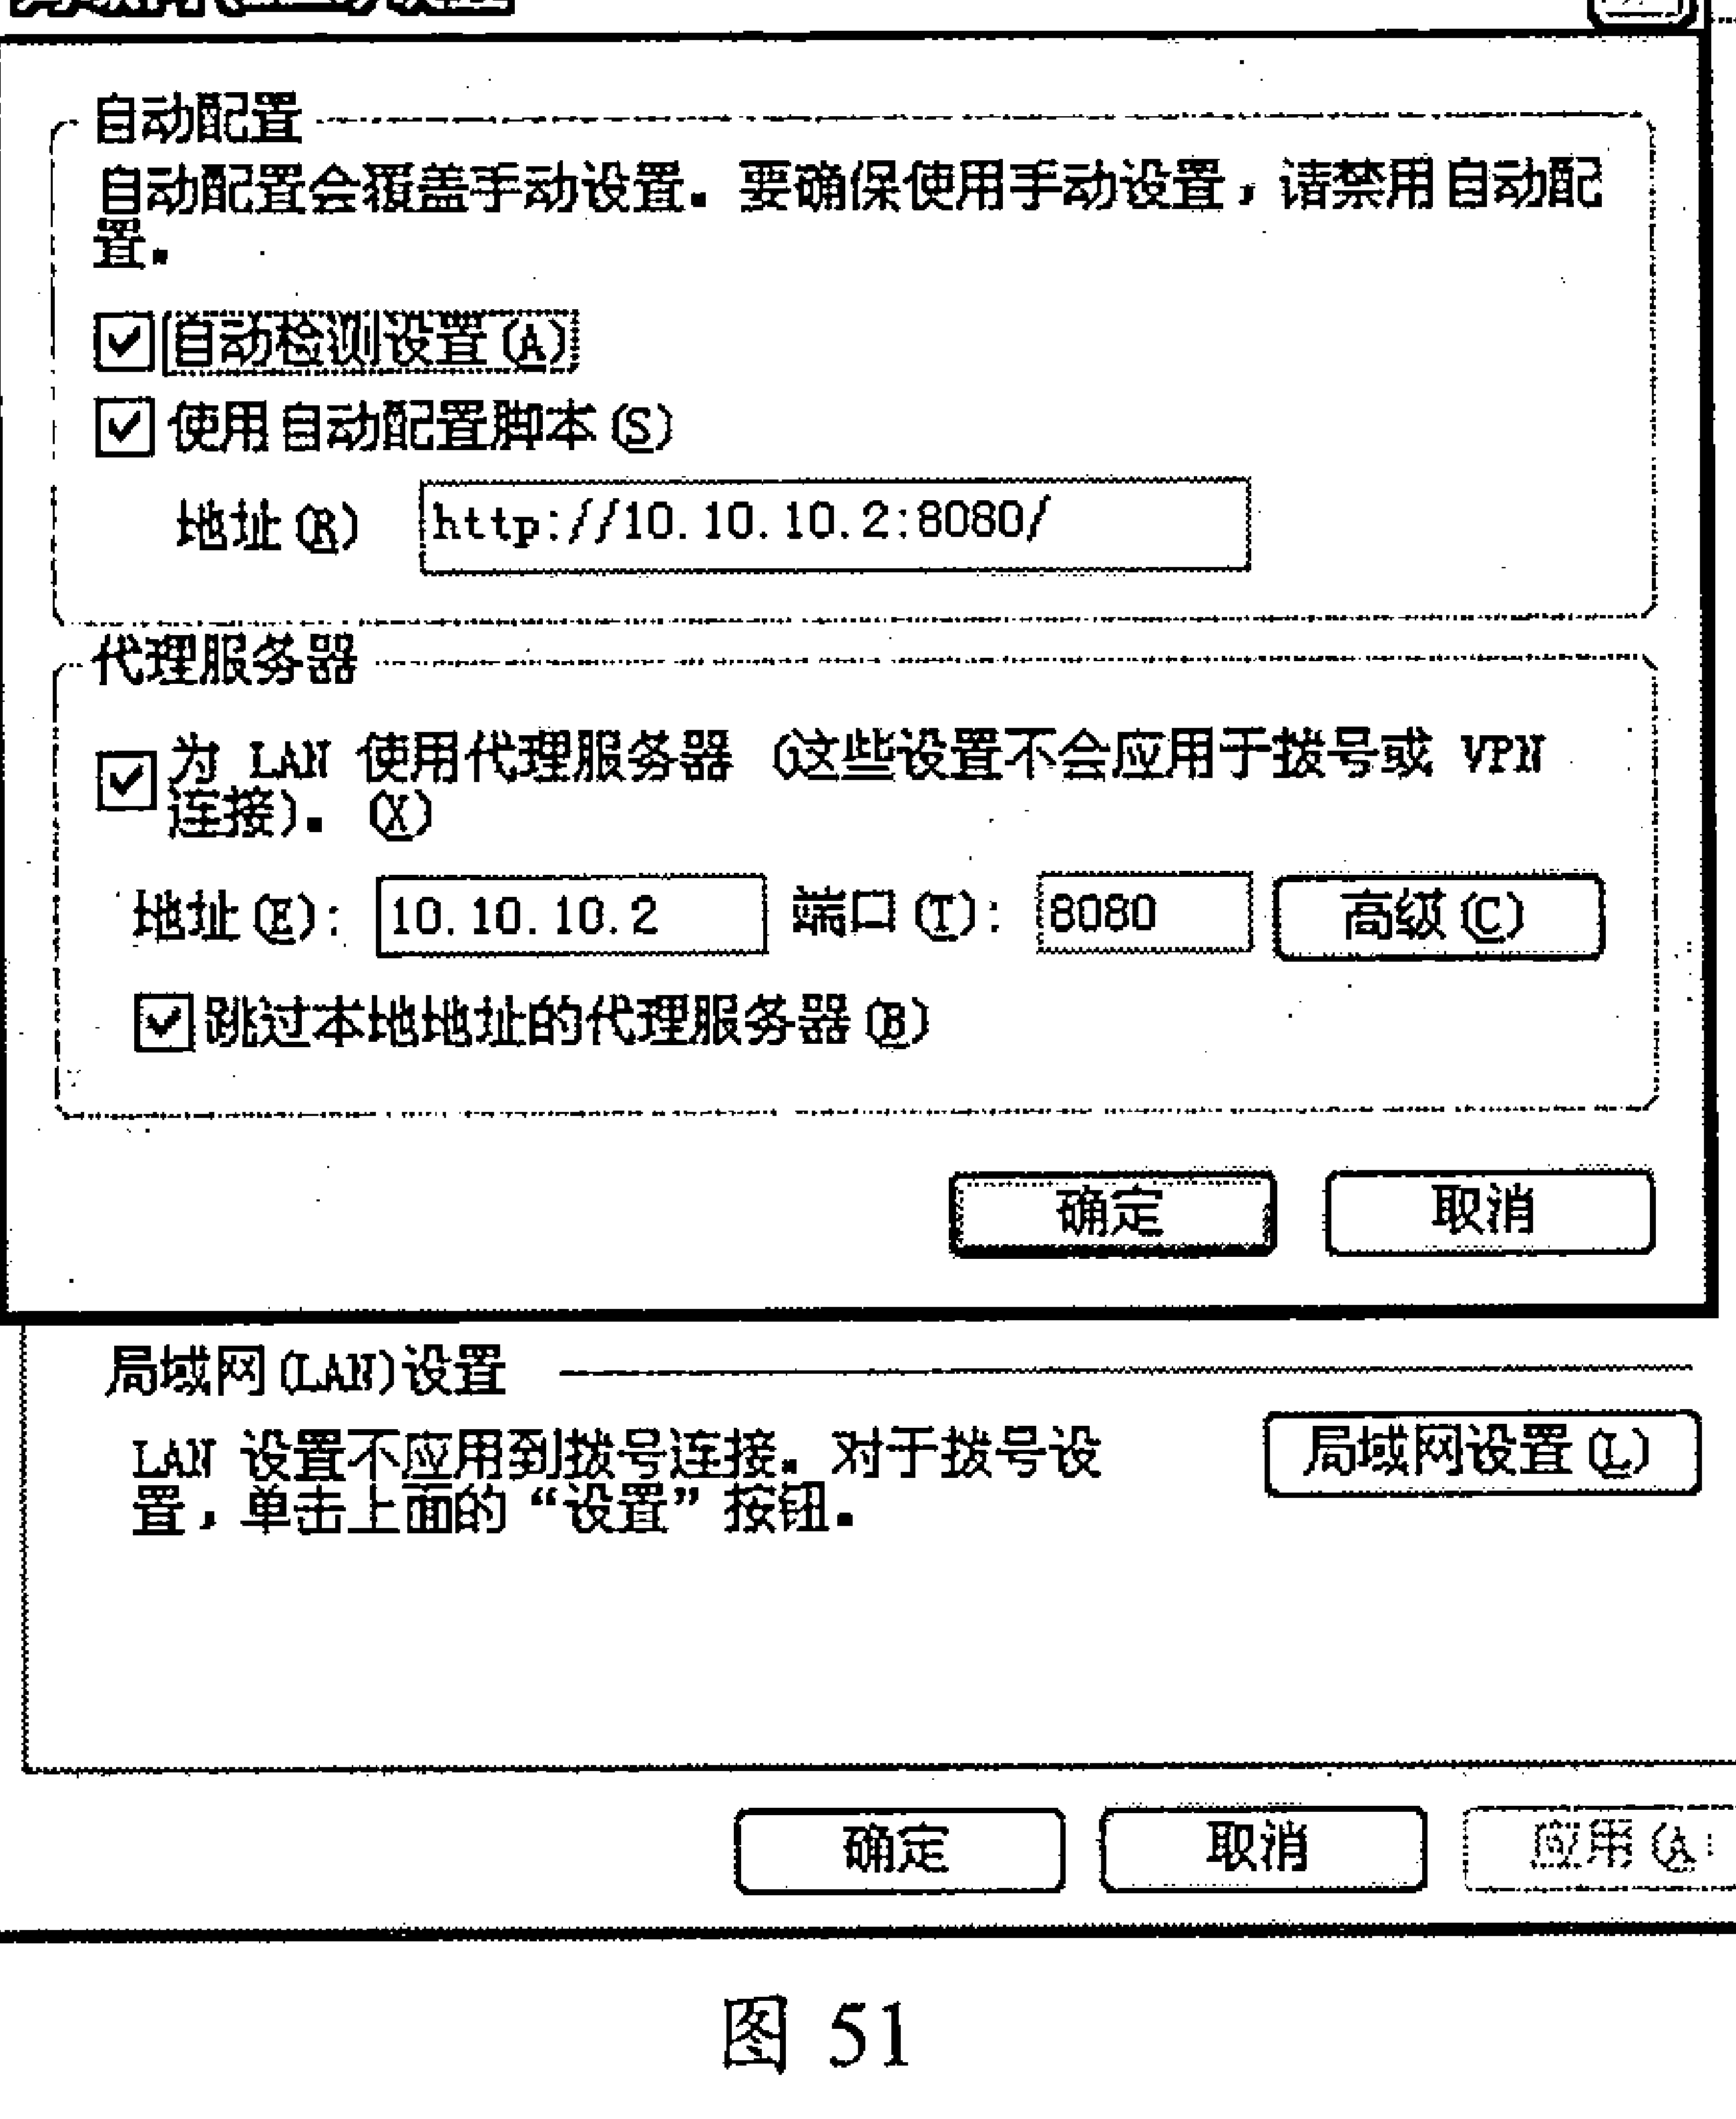 自动配置
自动配置会覆盖手动设置。要确保使用手动设置，请禁用自动配
置。
自动检测设置(A)
使用自动配置脚本(S)
地址(R) http://10.10.10.2:8080/
代理服务器
为 LAN 使用代理服务器 (这些设置不会应用于拨号或 VPN
连接)。 (X)
地址(E): 10.10.10.2 端口(T): 8080 高级(C)
跳过本地地址的代理服务器(B)
确定 取消
局域网(LAN)设置
LAN 设置不应用到拨号连接。对于拨号设
置，单击上面的“设置”按钮。
局域网设置(L)
确定 取消 应用(A
图 51